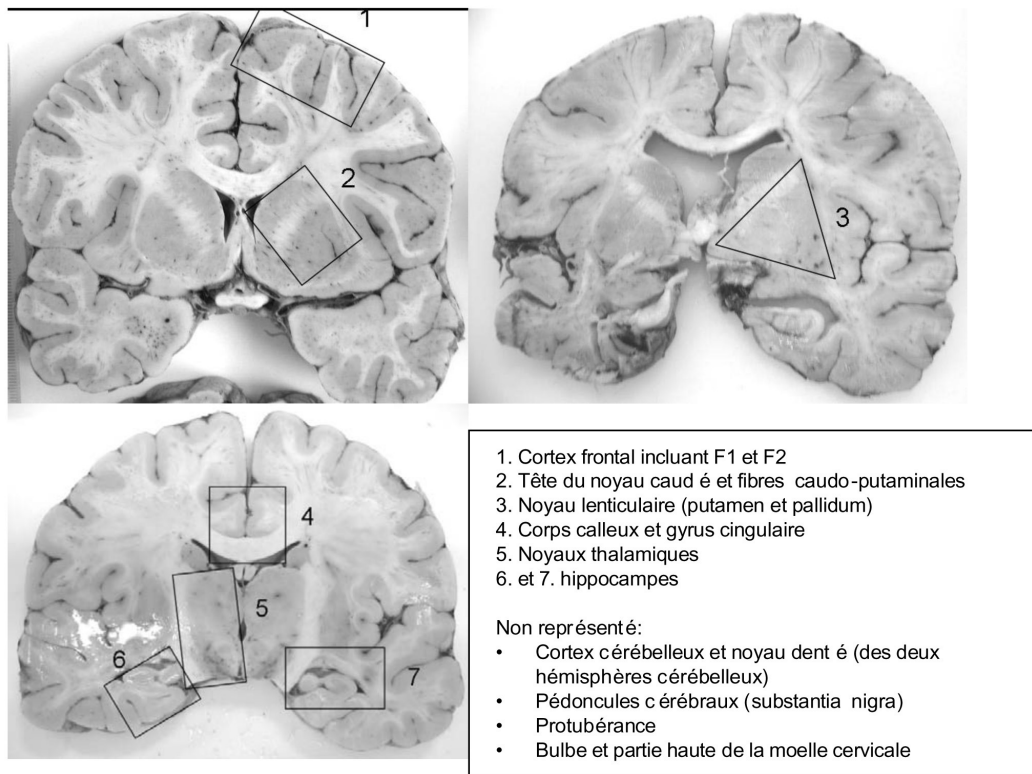 1
2
3
4
5
6
7
1. Cortex frontal incluant F1 et F2
2. Tête du noyau caud é et fibres caudo-putaminales
3. Noyau lenticulaire (putamen et pallidum)
4. Corps calleux et gyrus cingulaire
5. Noyaux thalamiques
6. et 7. hippocampes
Non représenté:
• Cortex cérébelleux et noyau dent é (des deux
hémisphères cérébelleux)
• Pédoncules cérébraux (substantia nigra)
• Protubérance
• Bulbe et partie haute de la moelle cervicale